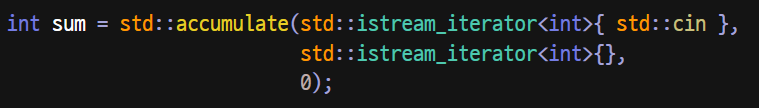 int sum = std::accumulate(std::istream_iterator<int>{ std::cin },
std::istream_iterator<int>{},
0);